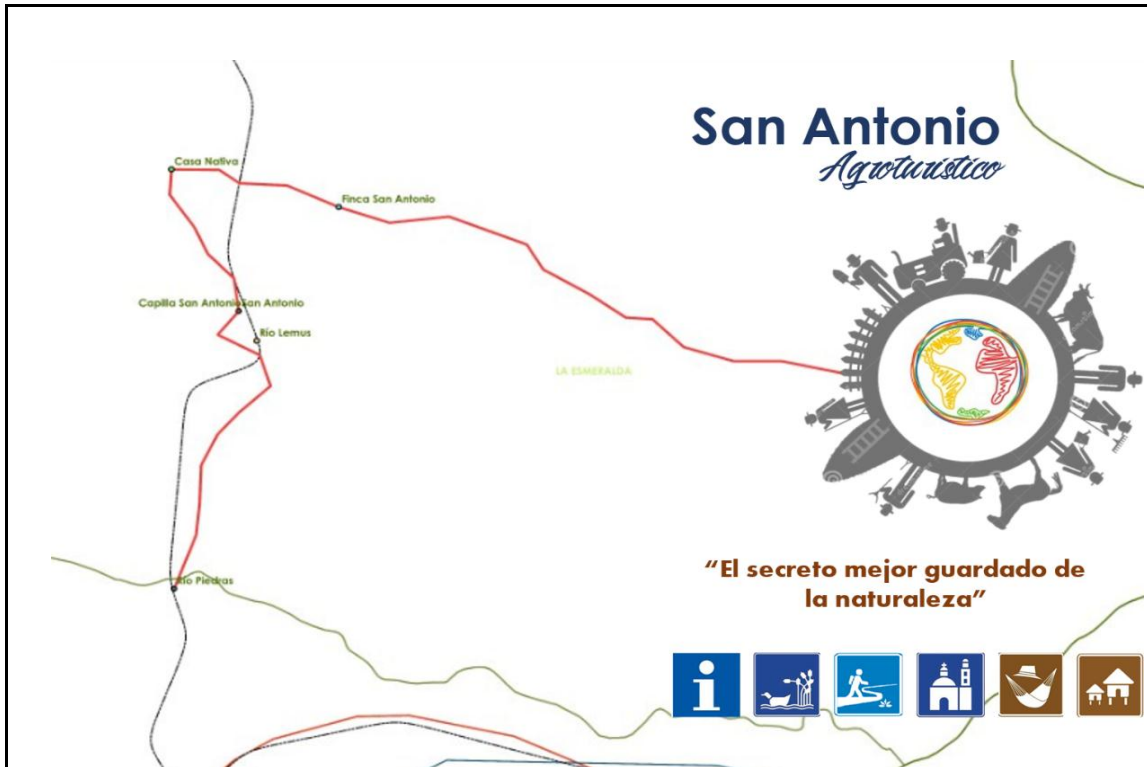 San Antonio
Agroturístico
Casa Nativa
Finca San Antonio
Capilla San Antonio San Antonio
Río Lemus
LA ESMERALDA
Río Piedras
“El secreto mejor guardado de
la naturaleza”
i